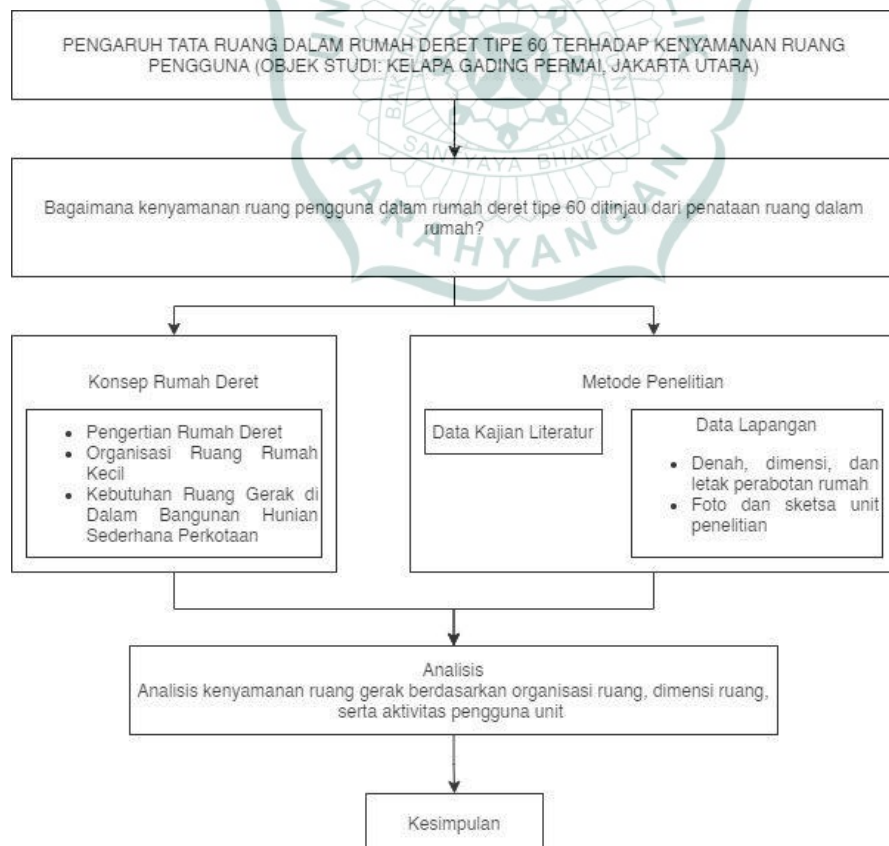 PENGARUH TATA RUANG DALAM RUMAH DERET TIPE 60 TERHADAP KENYAMANAN RUANG
PENGGUNA (OBJEK STUDI: KELAPA GADING PERMAI, JAKARTA UTARA)
SANTYAYA BHAKTI
PARAHYANGAN
Bagaimana kenyamanan ruang pengguna dalam rumah deret tipe 60 ditinjau dari penataan ruang dalam
rumah?
Konsep Rumah Deret
• Pengertian Rumah Deret
• Organisasi Ruang Rumah
Kecil
• Kebutuhan Ruang Gerak di
Dalam Bangunan Hunian
Sederhana Perkotaan
Metode Penelitian
Data Kajian Literatur
Data Lapangan
• Denah, dimensi, dan
letak perabotan rumah
• Foto dan sketsa unit
penelitian
Analisis
Analisis kenyamanan ruang gerak berdasarkan organisasi ruang, dimensi ruang,
serta aktivitas pengguna unit
Kesimpulan